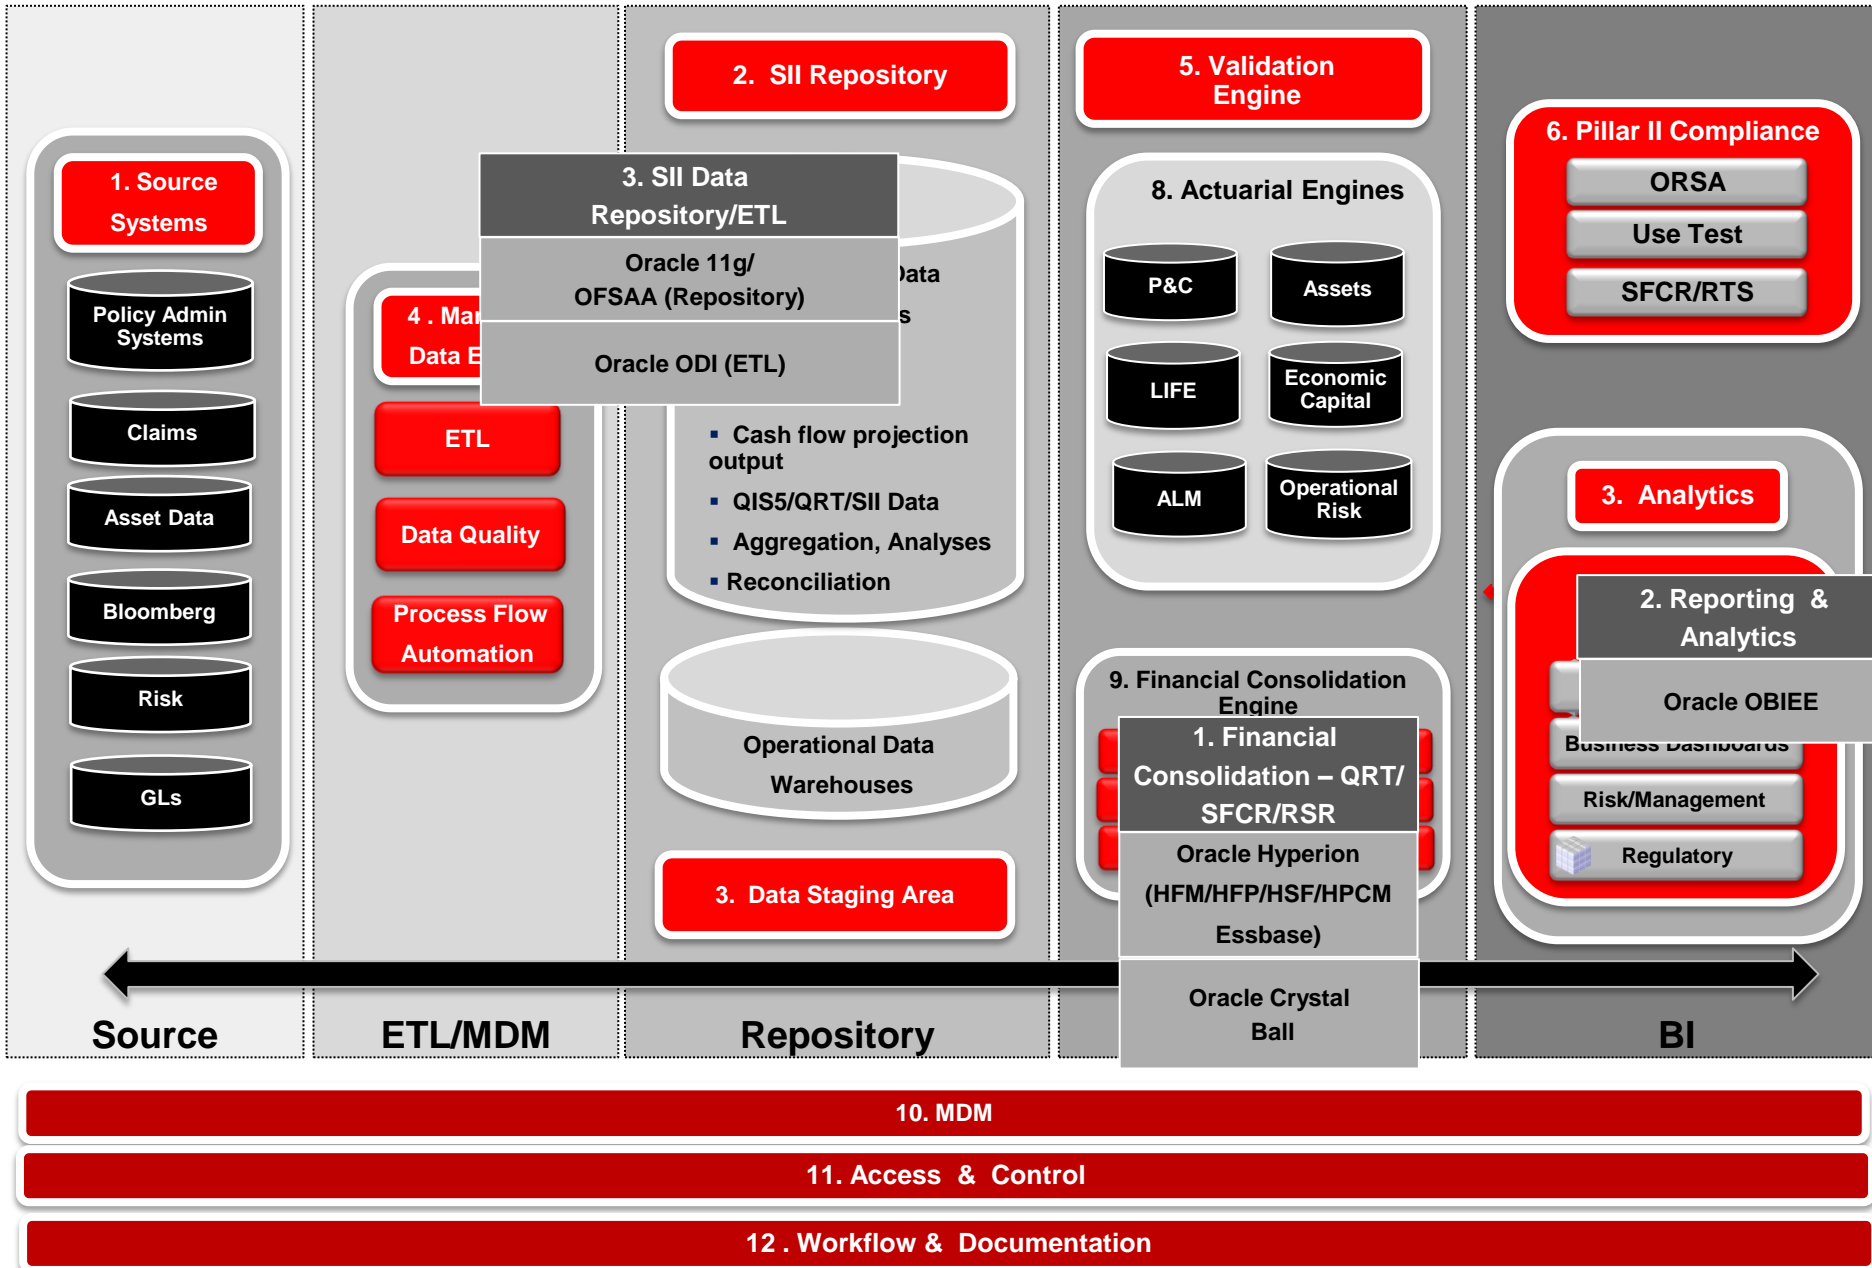 1. Source
Systems
Policy Admin
Systems
Claims
Asset Data
Bloomberg
Risk
GLs
Source
4 . Mar
Data E
ETL
Data Quality
Process Flow
Automation
ETL/MDM
2. SII Repository
3. SII Data
Repository/ETL
Oracle 11g/
OFSAA (Repository)
Oracle ODI (ETL)
Data
s
▪ Cash flow projection
output
▪ QIS5/QRT/SII Data
▪ Aggregation, Analyses
▪ Reconciliation
Operational Data
Warehouses
3. Data Staging Area
Repository
5. Validation
Engine
8. Actuarial Engines
P&C
Assets
LIFE
Economic
Capital
ALM
Operational
Risk
9. Financial Consolidation
Engine
1. Financial
Consolidation – QRT/
SFCR/RSR
Oracle Hyperion
(HFM/HFP/HSF/HPCM
Essbase)
Oracle Crystal
Ball
6. Pillar II Compliance
ORSA
Use Test
SFCR/RTS
3. Analytics
2. Reporting &
Analytics
Oracle OBIEE
Business Dashboards
Risk/Management
Regulatory
BI
10. MDM
11. Access & Control
12 . Workflow & Documentation